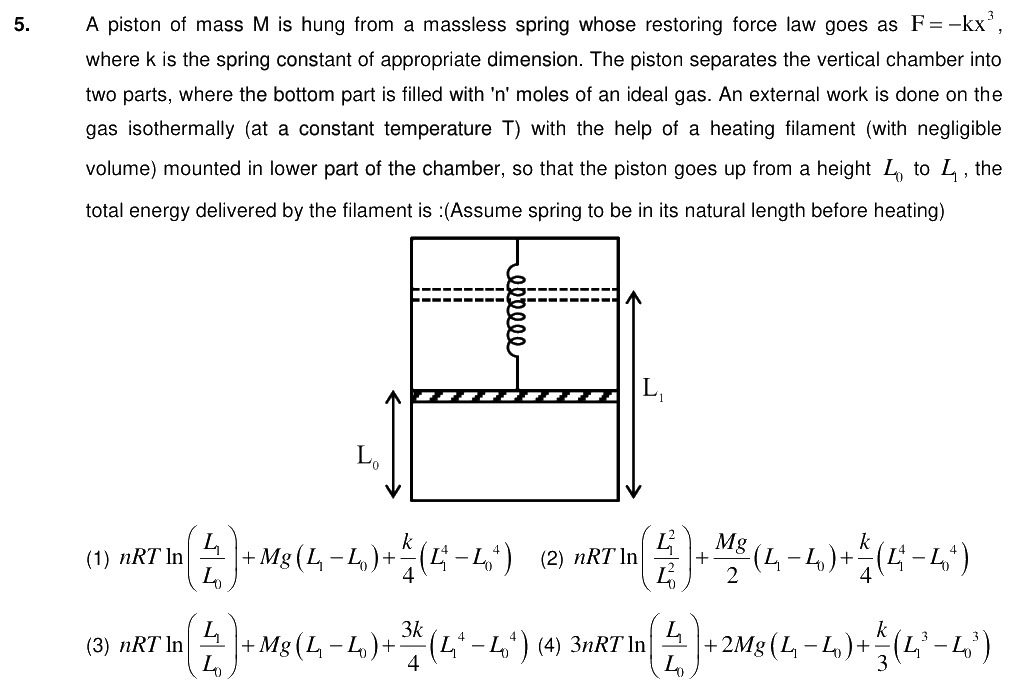 5. A piston of mass M is hung from a massless spring whose restoring force law goes as F = −kx³,
where k is the spring constant of appropriate dimension. The piston separates the vertical chamber into
two parts, where the bottom part is filled with 'n' moles of an ideal gas. An external work is done on the
gas isothermally (at a constant temperature T) with the help of a heating filament (with negligible
volume) mounted in lower part of the chamber, so that the piston goes up from a height L₀ to L₁ , the
total energy delivered by the filament is :(Assume spring to be in its natural length before heating)
L₁
L₀
(1) nRT ln(L₁/L₀) + Mg(L₁ − L₀) + k/4(L₁⁴ − L₀⁴) (2) nRT ln(L₁²/L₀²) + Mg/2(L₁ − L₀) + k/4(L₁⁴ − L₀⁴)
(3) nRT ln(L₁/L₀) + Mg(L₁ − L₀) + 3k/4(L₁⁴ − L₀⁴) (4) 3nRT ln(L₁/L₀) + 2Mg(L₁ − L₀) + k/3(L₁³ − L₀³)